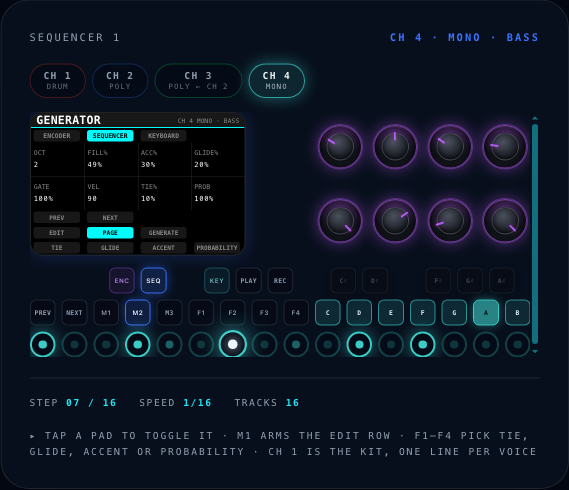 SEQUENCER 1
CH 4 · MONO · BASS
CH 1
DRUM
CH 2
POLY
CH 3
POLY ← CH 2
CH 4
MONO
GENERATOR
CH 4 MONO · BASS
ENCODER SEQUENCER KEYBOARD
OCT FILL% ACC% GLIDE%
2 49% 30% 20%
GATE VEL TIE% PROB
100% 90 10% 100%
PREV NEXT
EDIT PAGE GENERATE
TIE GLIDE ACCENT PROBABILITY
ENC SEQ KEY PLAY REC C♯ D♯ F♯ G♯ A♯
PREV NEXT M1 M2 M3 F1 F2 F3 F4 C D E F G A B
STEP 07 / 16 SPEED 1/16 TRACKS 16
▸ TAP A PAD TO TOGGLE IT · M1 ARMS THE EDIT ROW · F1–F4 PICK TIE,
GLIDE, ACCENT OR PROBABILITY · CH 1 IS THE KIT, ONE LINE PER VOICE